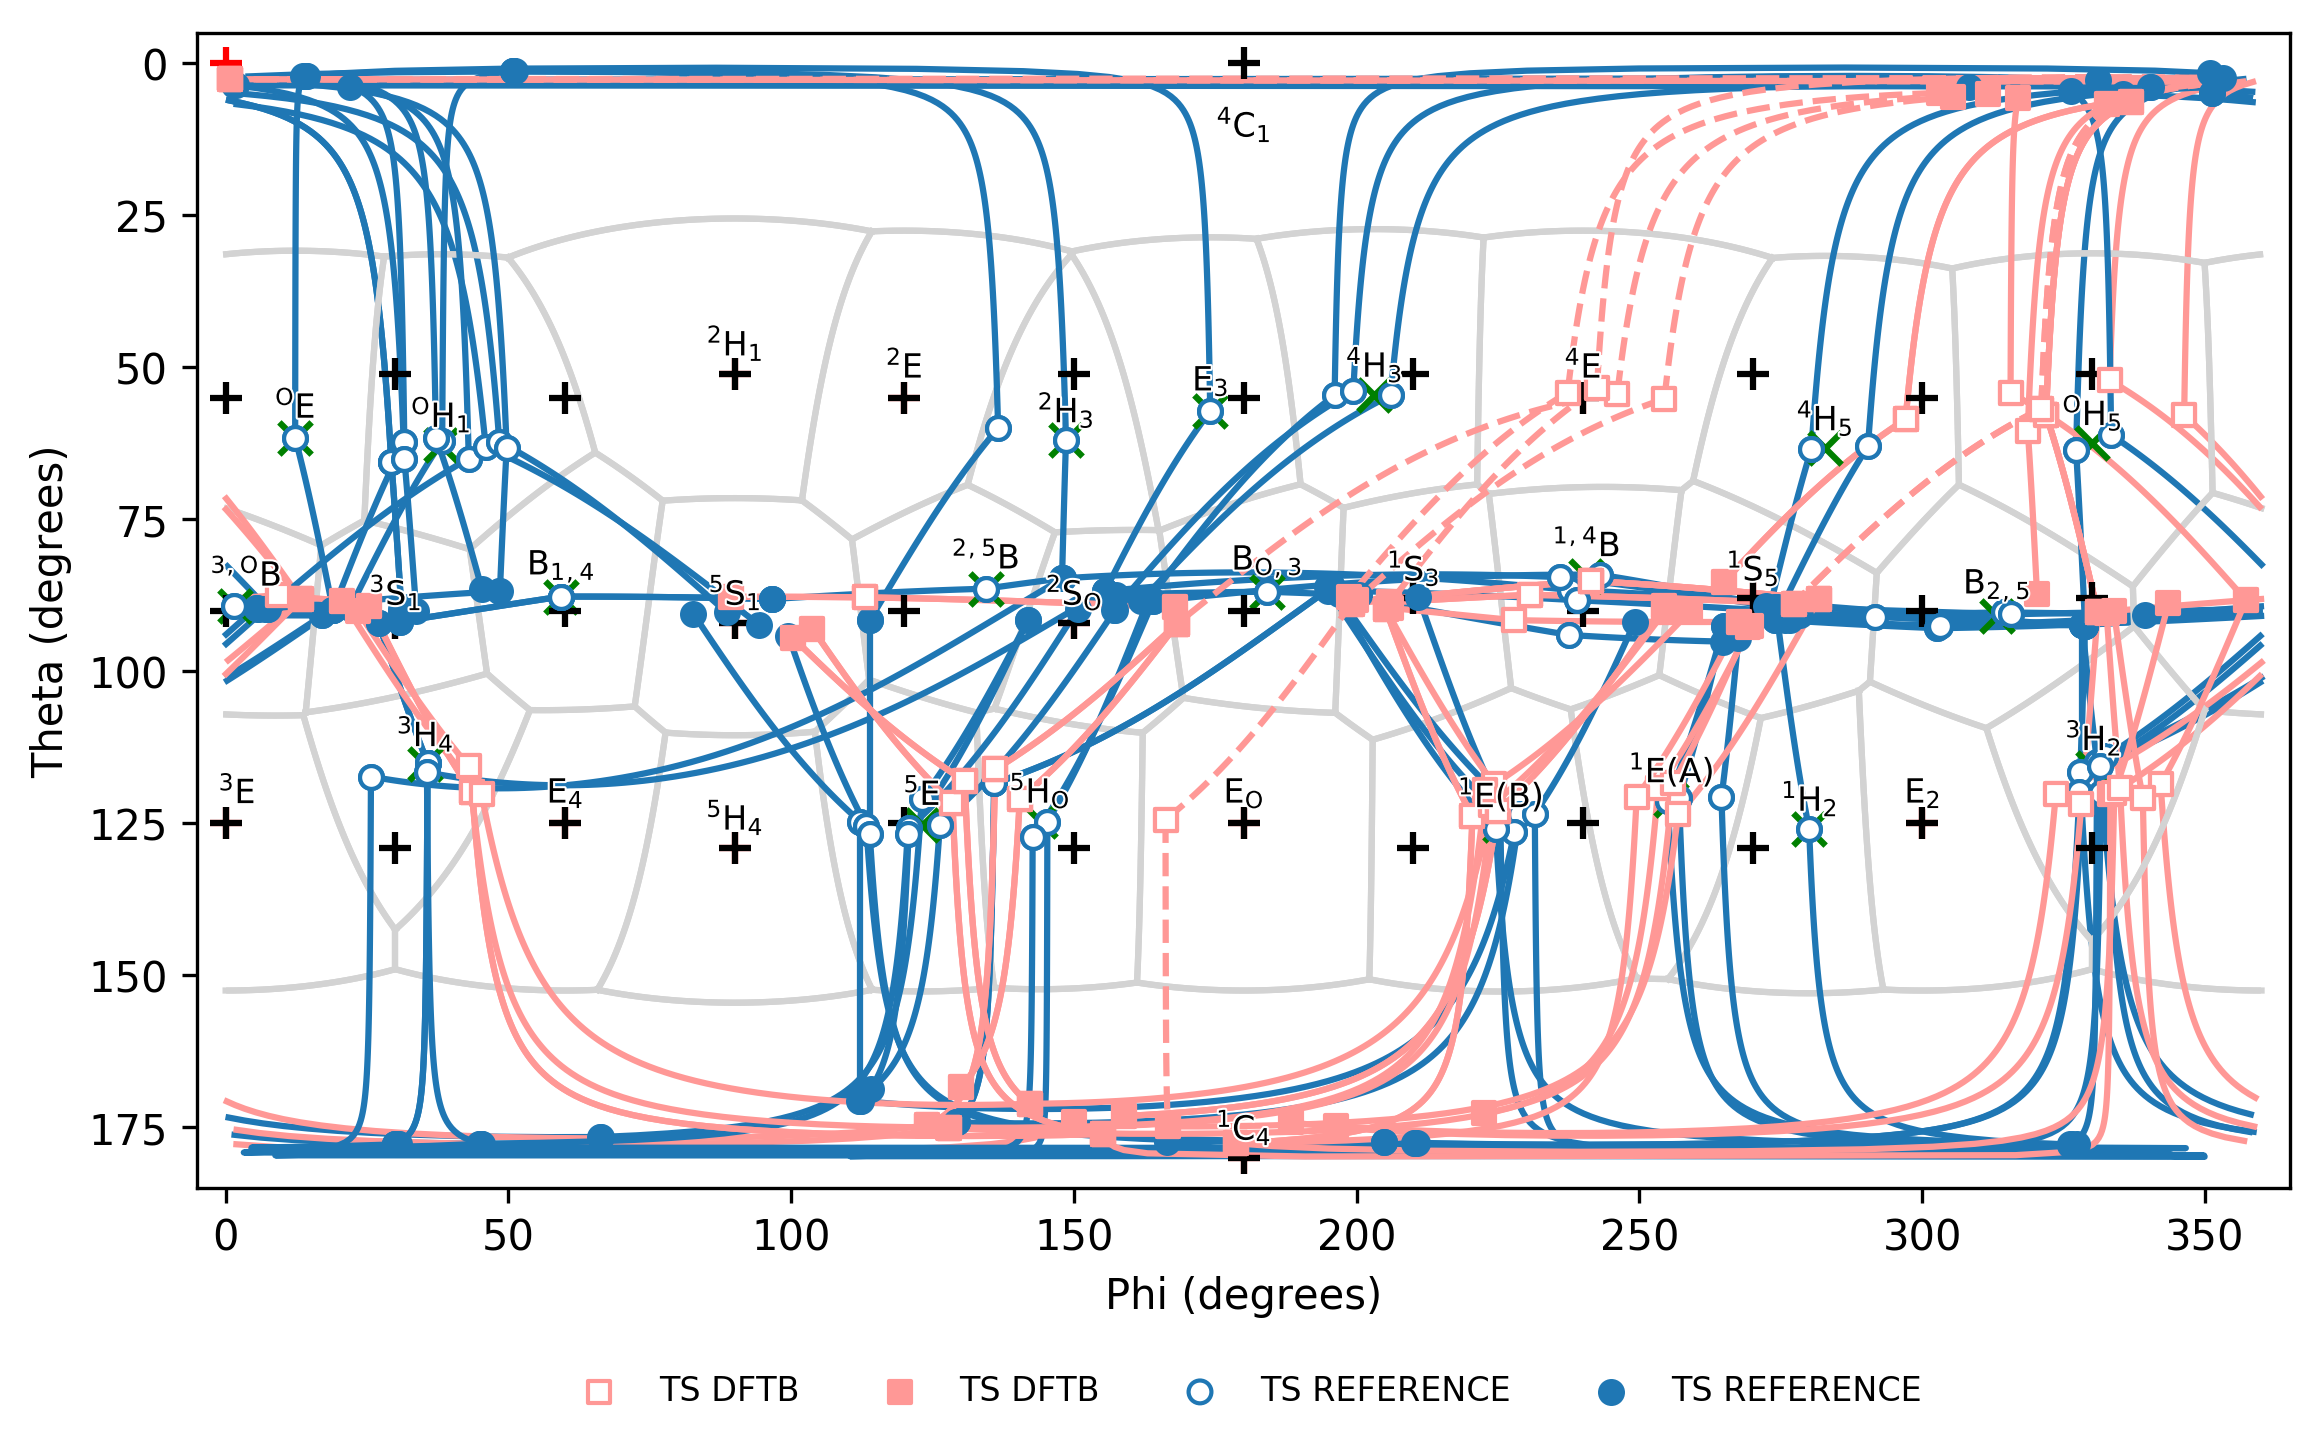 0
25
50
75
100
125
150
175
Theta (degrees)
⁴C₁
²H₁
²E
ᴼE
ᴼH₁
²H₃
E₃
⁴H₃
⁴E
⁴H₅
ᴼH₅
³,ᴼB
³S₁
B₁,₄
⁵S₁
²,⁵B
²Sₒ
Bₒ,₃
¹S₃
¹,⁴B
¹S₅
B₂,₅
³H₄
³H₂
³E
E₄
⁵H₄
⁵E
⁵Hₒ
Eₒ
¹E(B)
¹E(A)
¹H₂
E₂
¹C₄
0 50 100 150 200 250 300 350
Phi (degrees)
TS DFTB TS DFTB TS REFERENCE TS REFERENCE